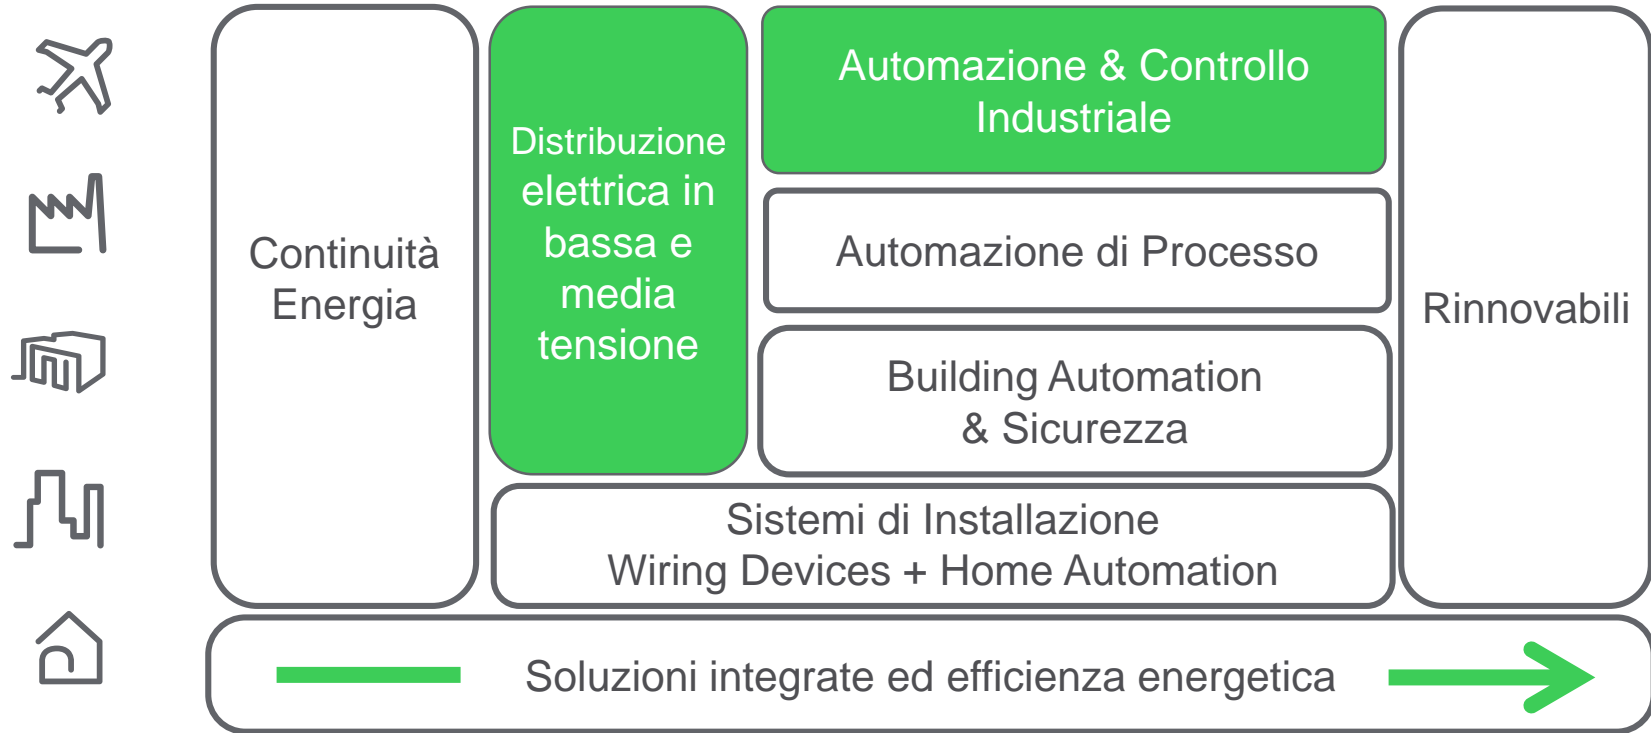 Continuità
Energia
Distribuzione
elettrica in
bassa e
media
tensione
Automazione & Controllo
Industriale
Automazione di Processo
Building Automation
& Sicurezza
Sistemi di Installazione
Wiring Devices + Home Automation
Rinnovabili
Soluzioni integrate ed efficienza energetica